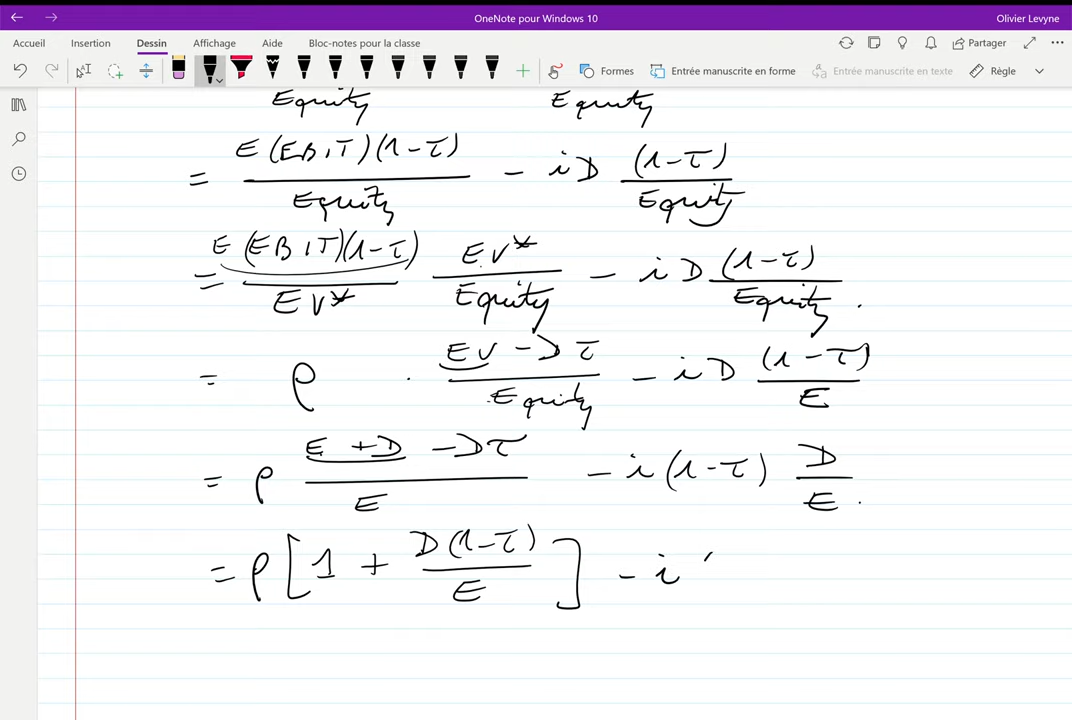 OneNote pour Windows 10
Olivier Levyne
Accueil Insertion Dessin Affichage Aide Bloc-notes pour la classe
Partager
Formes Entrée manuscrite en forme Entrée manuscrite en texte Règle
Equity Equity
= E(EBIT)(1-τ) / Equity - iD (1-τ) / Equity
= E(EBIT)(1-τ) / EV* EV* / Equity - iD (1-τ) / Equity .
= ρ . EV - Dτ / Equity - iD (1-τ) / E
= ρ E + D - Dτ / E - i(1-τ) D / E .
= ρ[1 + D(1-τ) / E] - i